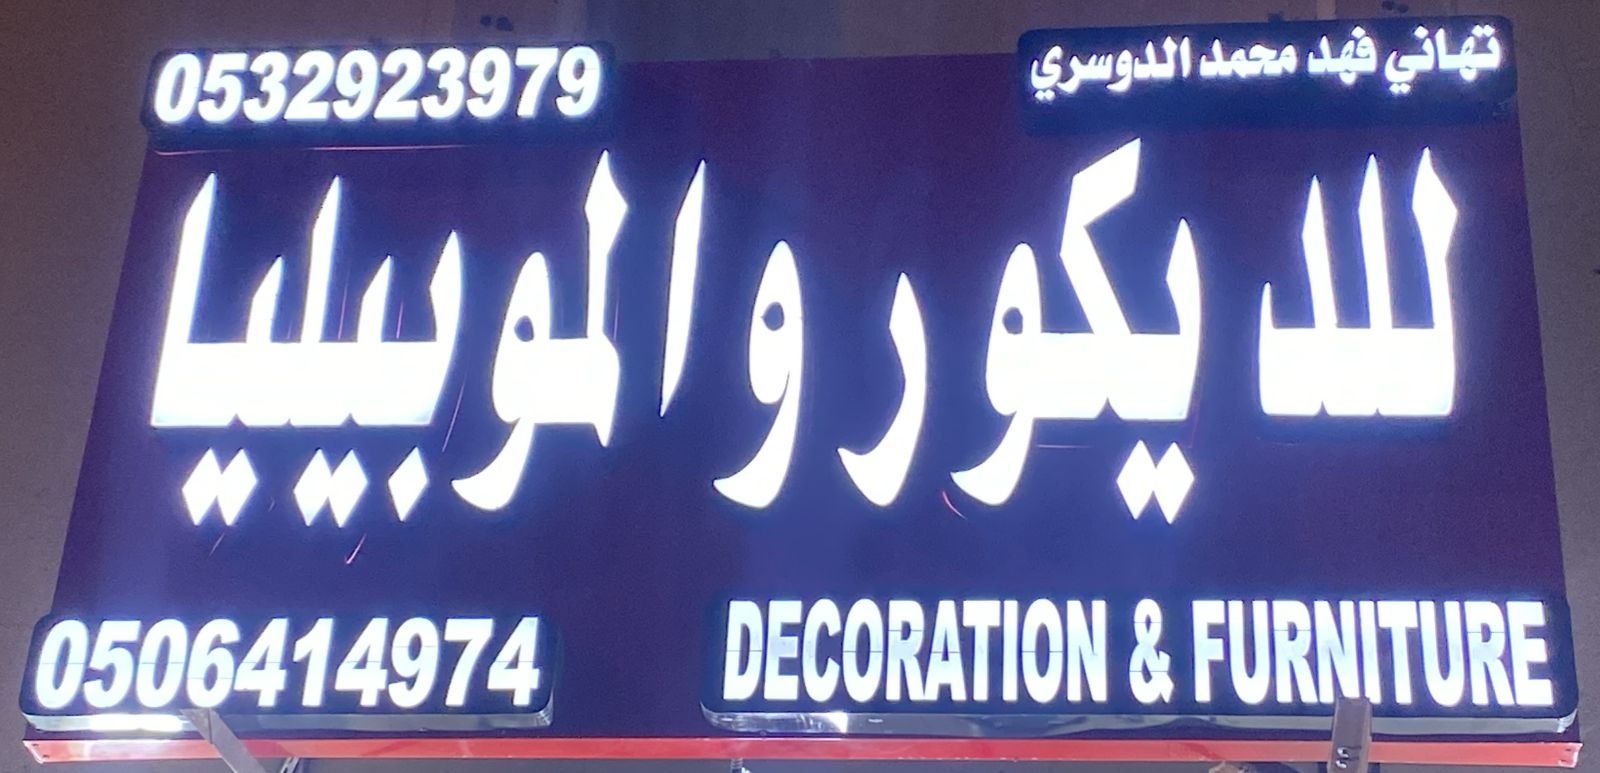 تهاني فهد محمد الدوسري
0532923979
للديكور والموبيليا
DECORATION & FURNITURE
0506414974